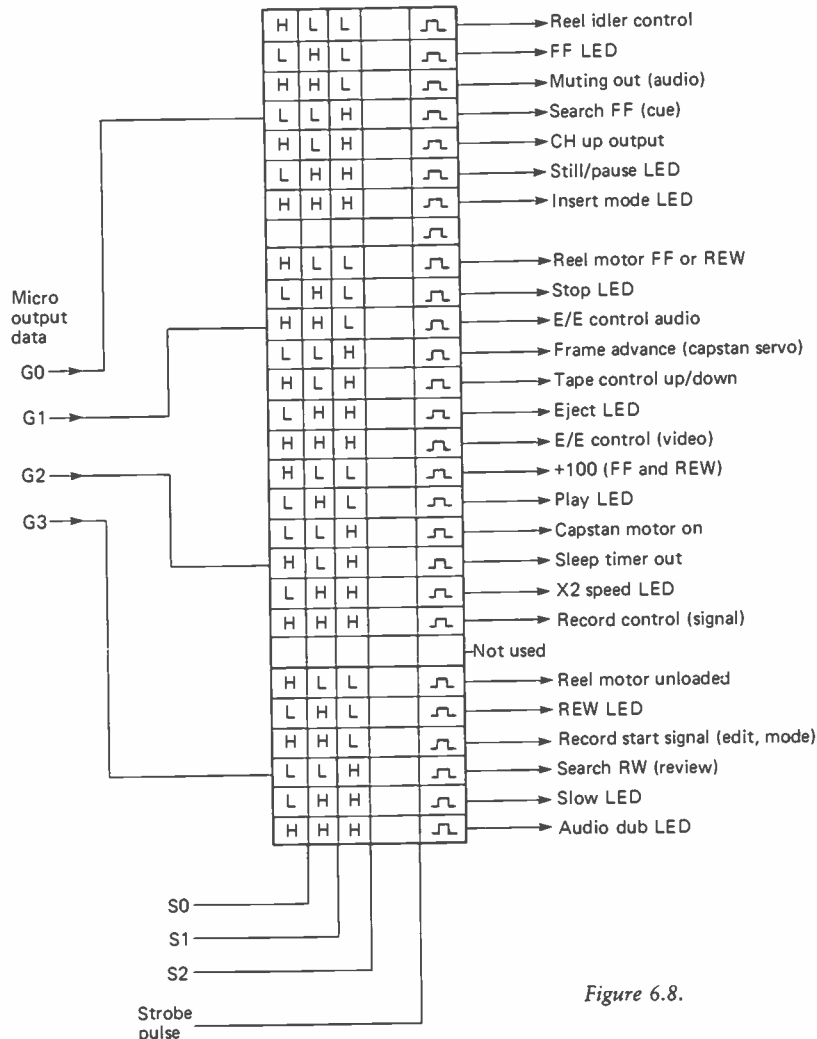 H L L Reel idler control
L H L FF LED
H H L Muting out (audio)
L L H Search FF (cue)
H L H CH up output
L H H Still/pause LED
H H H Insert mode LED
H L L Reel motor FF or REW
L H L Stop LED
Micro
output
data
H H L E/E control audio
L L H Frame advance (capstan servo)
G0
H L H Tape control up/down
G1
L H H Eject LED
H H H E/E control (video)
G2
H L L +100 (FF and REW)
L H L Play LED
G3
L L H Capstan motor on
H L H Sleep timer out
L H H X2 speed LED
H H H Record control (signal)
Not used
H L L Reel motor unloaded
L H L REW LED
H H L Record start signal (edit, mode)
L L H Search RW (review)
L H H Slow LED
H H H Audio dub LED
S0
S1
S2
Strobe
pulse
Figure 6.8.